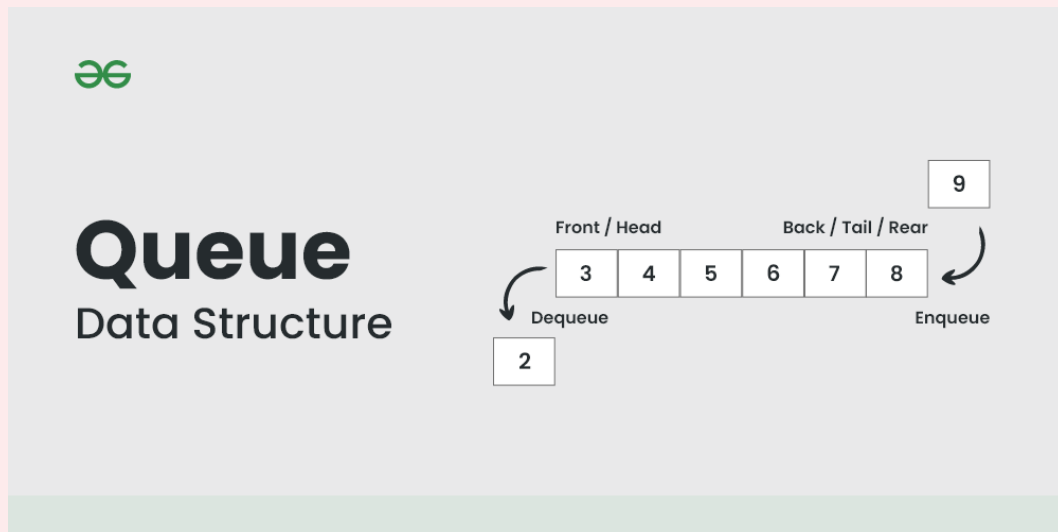 Queue
Data Structure
9
Front / Head
Back / Tail / Rear
3 4 5 6 7 8
Dequeue
Enqueue
2